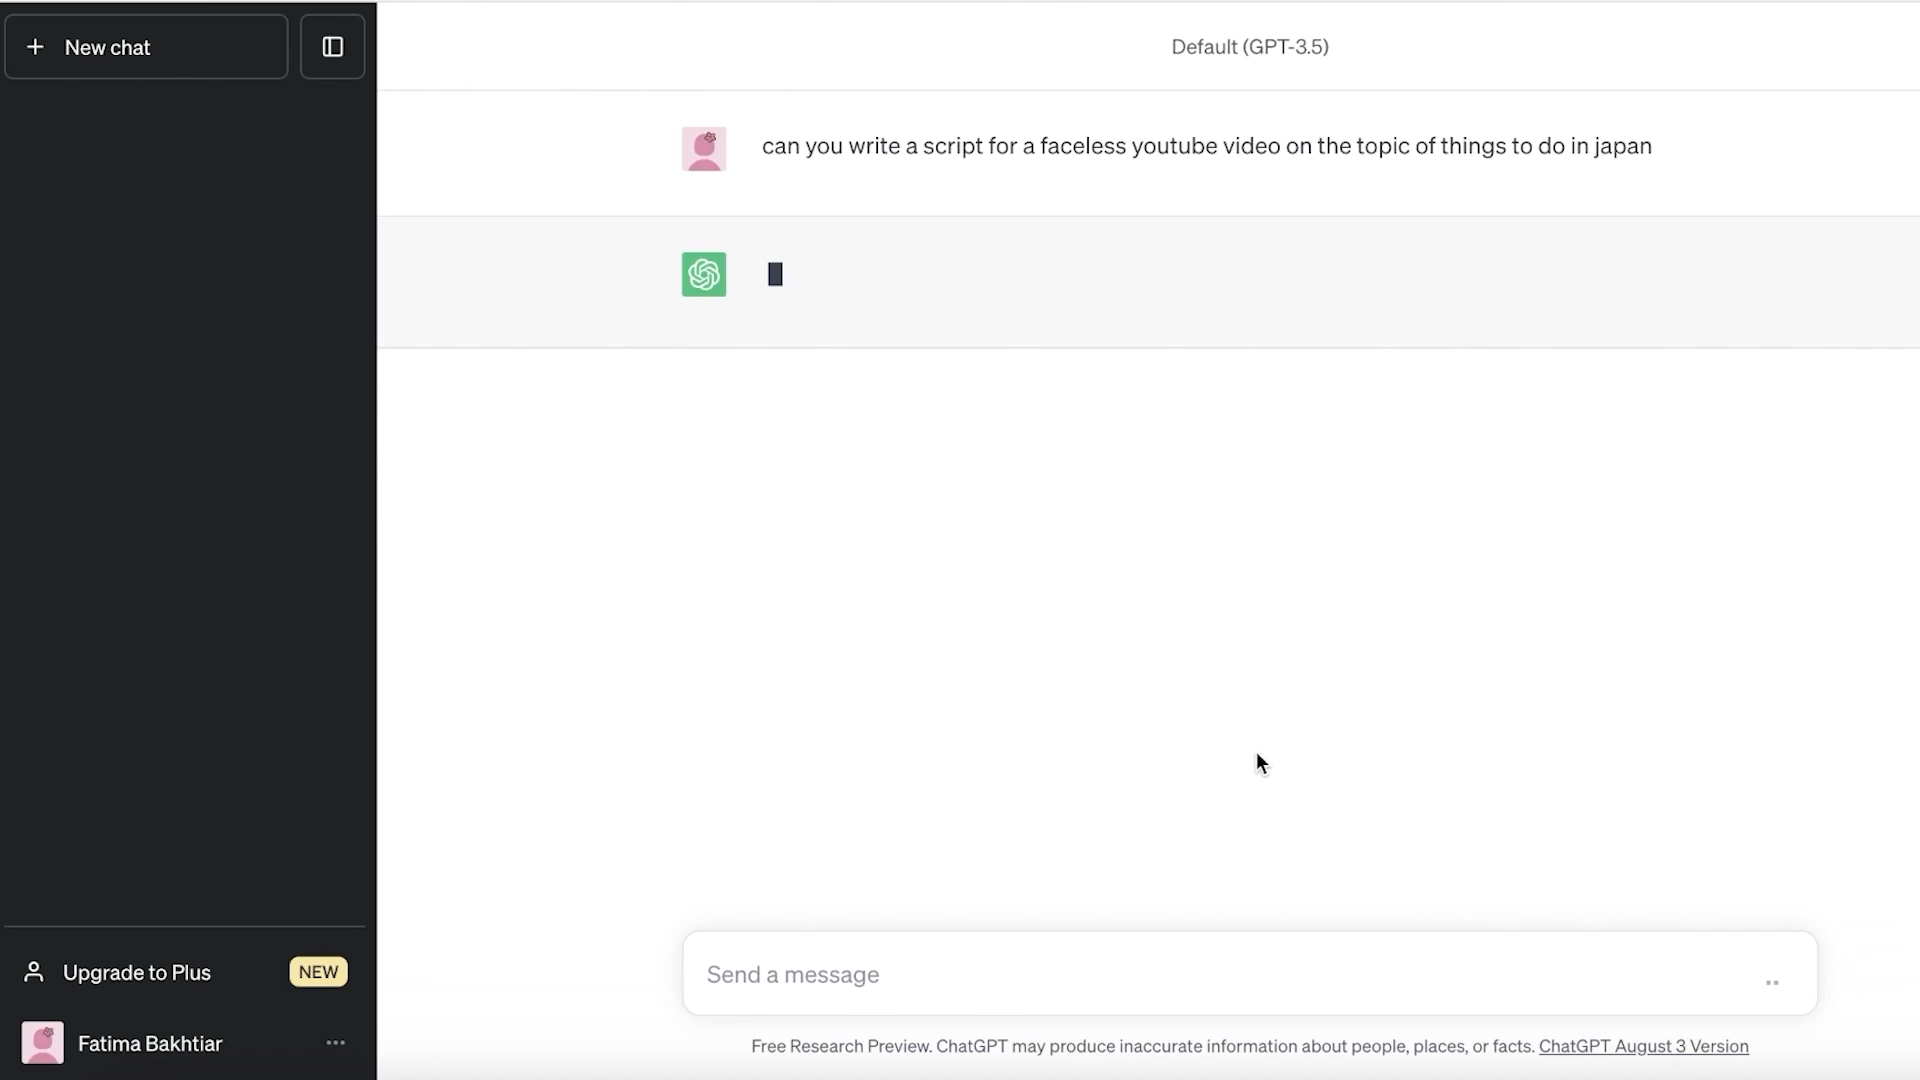 New chat
Default (GPT-3.5)
can you write a script for a faceless youtube video on the topic of things to do in japan
Send a message
Upgrade to Plus
NEW
Fatima Bakhtiar
Free Research Preview. ChatGPT may produce inaccurate information about people, places, or facts. ChatGPT August 3 Version